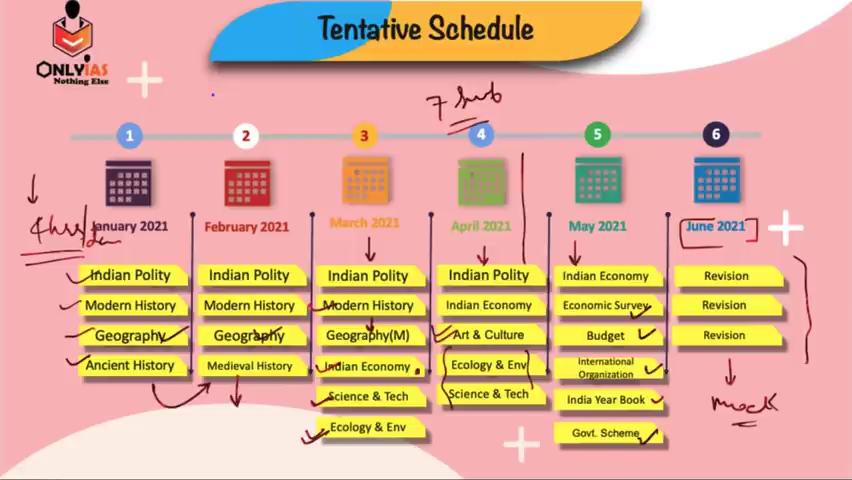 Tentative Schedule
ONLYIAS
Nothing Else
7 Sub
1
2
3
4
5
6
4 hrs/
January 2021
February 2021
March 2021
April 2021
May 2021
June 2021
Indian Polity
Modern History
Geography
Ancient History
Indian Polity
Modern History
Geography
Medieval History
Indian Polity
Modern History
Geography(M)
Indian Economy
Science & Tech
Ecology & Env
Indian Polity
Indian Economy
Art & Culture
Ecology & Env
Science & Tech
Indian Economy
Economic Survey
Budget
International
Organization
India Year Book
Govt. Scheme
Revision
Revision
Revision
mock